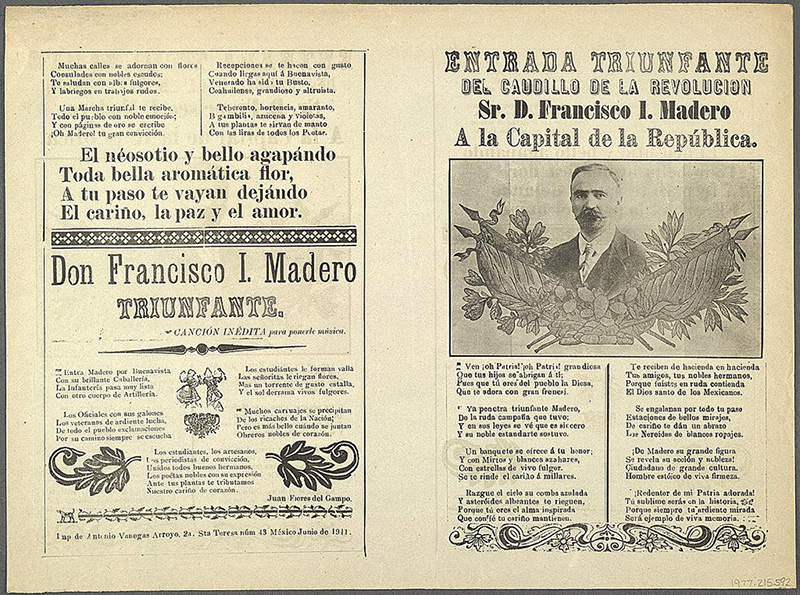 Muchas calles se adornan con flores
Consulados con nobles escudos;
Te saludan con albos fulgores,
Y labriegos en trabajos rudos.
Una Marcha triunfal te recibe,
Todo el pueblo con noble emoción;
Y con páginas de oro se escribe
¡Oh Madero! tu gran convicción.
Recepciones se te hacen con gusto
Cuando llegas aquí á Buenavista,
Venerado ha sido tu Busto,
Coahuilense, grandioso y altruista.
Teberento, hortencia, amaranto,
Bugambilia, azucena y violetas,
A tus plantas te sirvan de manto
Con las liras de todos los Poetas.
El néosotio y bello agapándo
Toda bella aromática flor,
A tu paso te vayan dejándo
El cariño, la paz y el amor.
Don Francisco I. Madero
TRIUNFANTE.
CANCIÓN INÉDITA para ponerle música.
Entra Madero por Buenavista
Con su brillante Caballería,
La Infantería pasa muy lista
Con otro cuerpo de Artillería.
Los Oficiales con sus galones
Los veteranos de ardiente lucha,
De todo el pueblo exclamaciones
Por su camino siempre se escucha
Los estudiantes le forman valla
Las señoritas le riegan flores,
Mas un torrente de gusto estalla,
Y el sol derrama vivos fulgores.
Muchos carruajes se precipitan
De los ricaches de la Nación;
Pero es más bello cuando se juntan
Obreros nobles de corazón.
Los estudiantes, los artesanos,
Los periodistas de convicción,
Unidos todos buenos hermanos,
Los poetas nobles con su expresión
Ante tus plantas te tributamos
Nuestro cariño de corazón.
Juan Flores del Campo.
Imp de Antonio Vanegas Arroyo, 2a. Sta Teresa núm 43 México Junio de 1911.
ENTRADA TRIUNFANTE
DEL CAUDILLO DE LA REVOLUCION
Sr. D. Francisco I. Madero
A la Capital de la República.
Ven ¡oh Patria! ¡oh Patria! grandiosa
Que tus hijos se abrigan á tí;
Pues que tú eres del pueblo la Diosa,
Que te adora con gran frenesí.
Ya penetra triunfante Madero,
De la ruda campaña que tuvo;
Y en sus leyes se vé que es sincero
Y su noble estandarte sostuvo.
Un banquete se ofrece á tu honor;
Y con Mirtos y blancos azahares,
Con estrellas de vivo fulgor.
Se te rinde el cariño á millares.
Razgue el cielo su comba azulada
Y asteróides albeantes te rieguen,
Porque tú eres el alma inspirada
Que confié tu cariño mantenen.
Te reciben de hacienda en hacienda
Tus amigos, tus nobles hermanos,
Porque fuistes en ruda contienda
El Dios santo de los Mexicanos.
Se engalanan por todo tu paso
Estaciones de bellos mirajes,
De cariño te dán un abrazo
Las Nereidas de blancos ropajes.
¡Do Madero su grande figura
Se revela su acción y nobleza!
Ciudadano de grande cultura.
Hombre estóico de viva firmeza.
¡Redentor de mi Patria adorada!
Tú sublime serás en la historia,
Porque siempre tu ardiente mirada
Será ejemplo de viva memoria.
1977.215.592